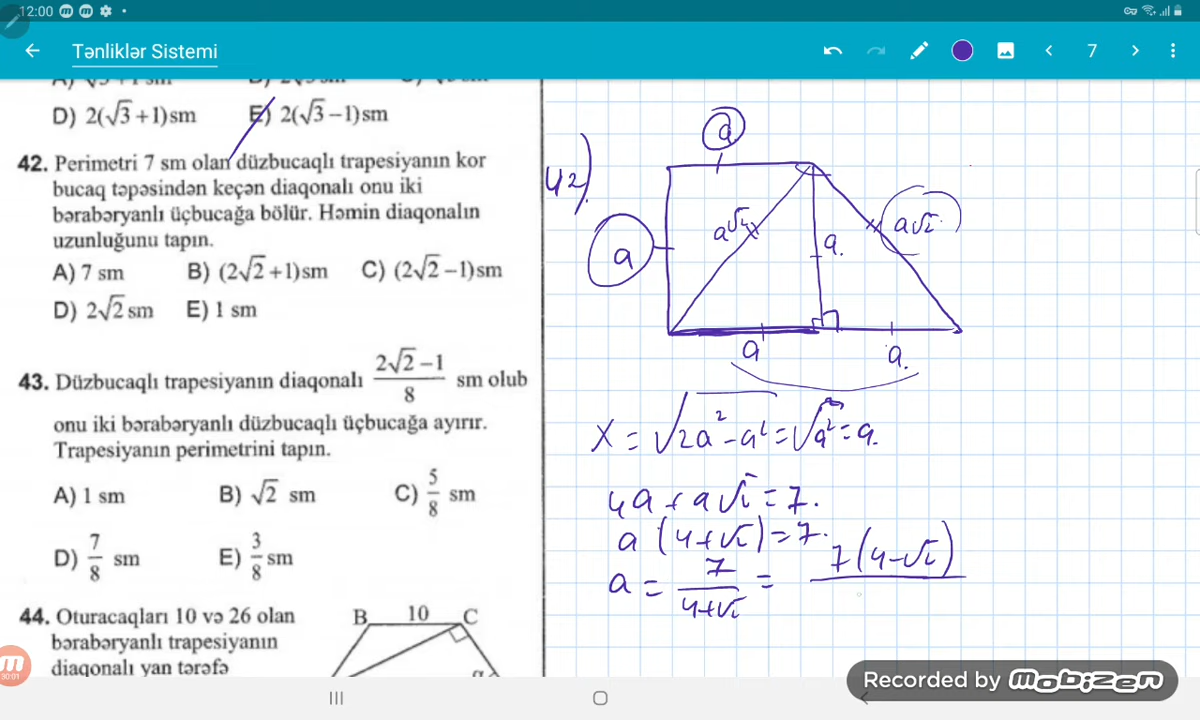 12:00
Tənliklər Sistemi
7
D) 2(√3+1)sm E) 2(√3−1)sm
42. Perimetri 7 sm olan düzbucaqlı trapesiyanın kor
bucaq təpəsindən keçən diaqonalı onu iki
bərabəryanlı üçbucağa bölür. Həmin diaqonalın
uzunluğunu tapın.
A) 7 sm B) (2√2+1)sm C) (2√2−1)sm
D) 2√2 sm E) 1 sm
43. Düzbucaqlı trapesiyanın diaqonalı (2√2−1)/8 sm olub
onu iki bərabəryanlı düzbucaqlı üçbucağa ayırır.
Trapesiyanın perimetrini tapın.
A) 1 sm B) √2 sm C) 5/8 sm
D) 7/8 sm E) 3/8 sm
44. Oturacaqları 10 və 26 olan
bərabəryanlı trapesiyanın
diaqonalı yan tərəfə
B 10 C
42)
a
a
a√2
a.
a√2
a
a.
X = √2a²−a² = √a² = a.
4a + a√2 = 7.
a(4+√2) = 7.
a = 7/(4+√2) = 7(4−√2)
30:01
Recorded by mobizen